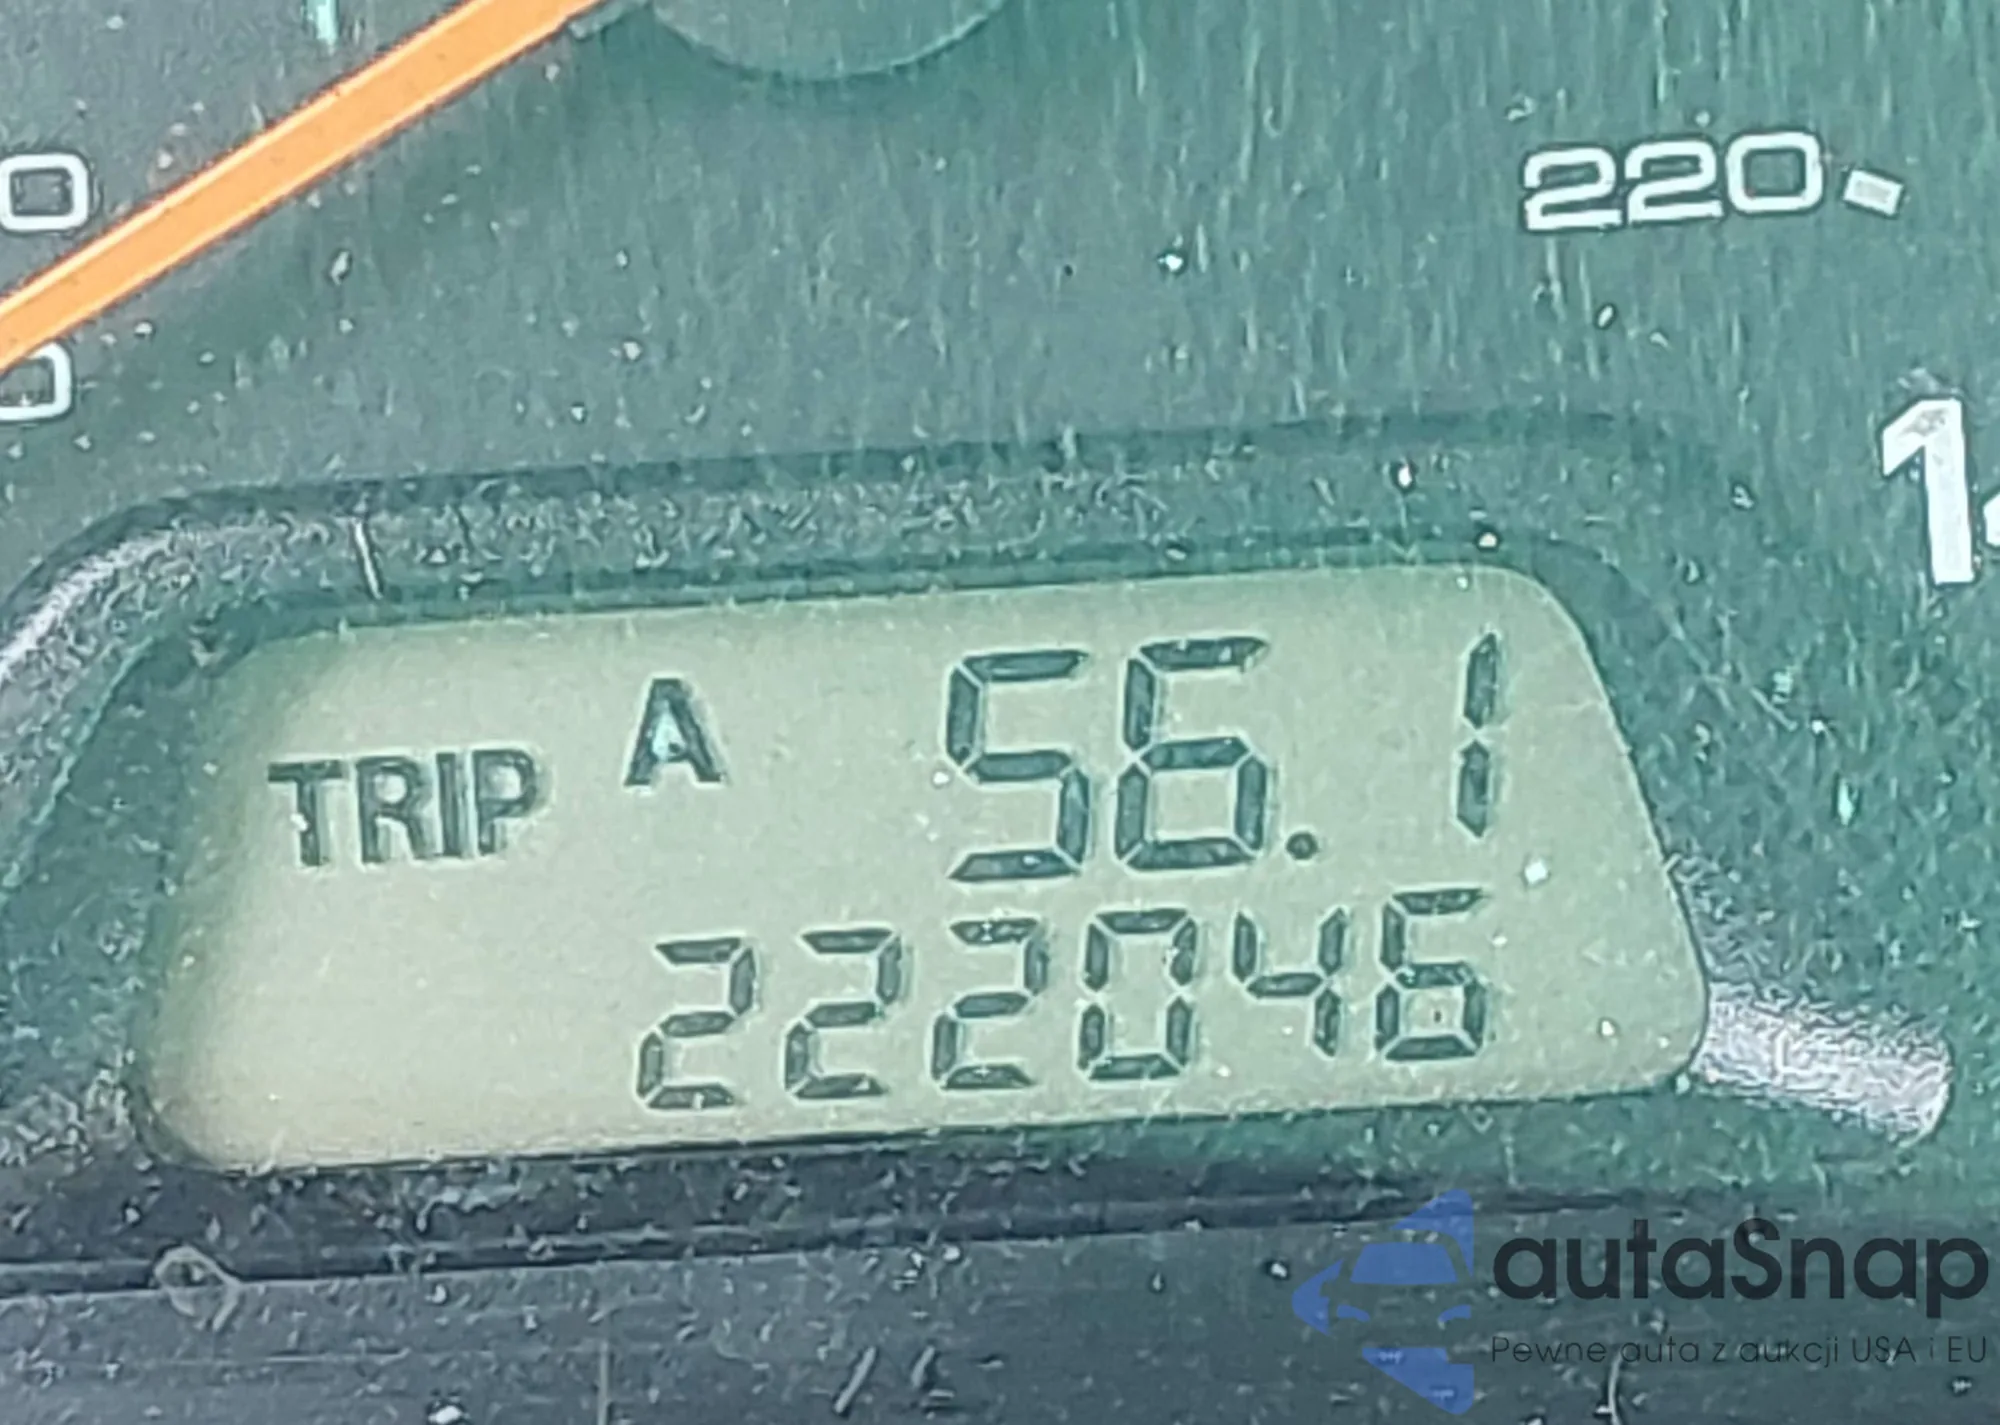 220
TRIP A 56.1
222046
autaSnap
Pewne auta z aukcji USA i EU